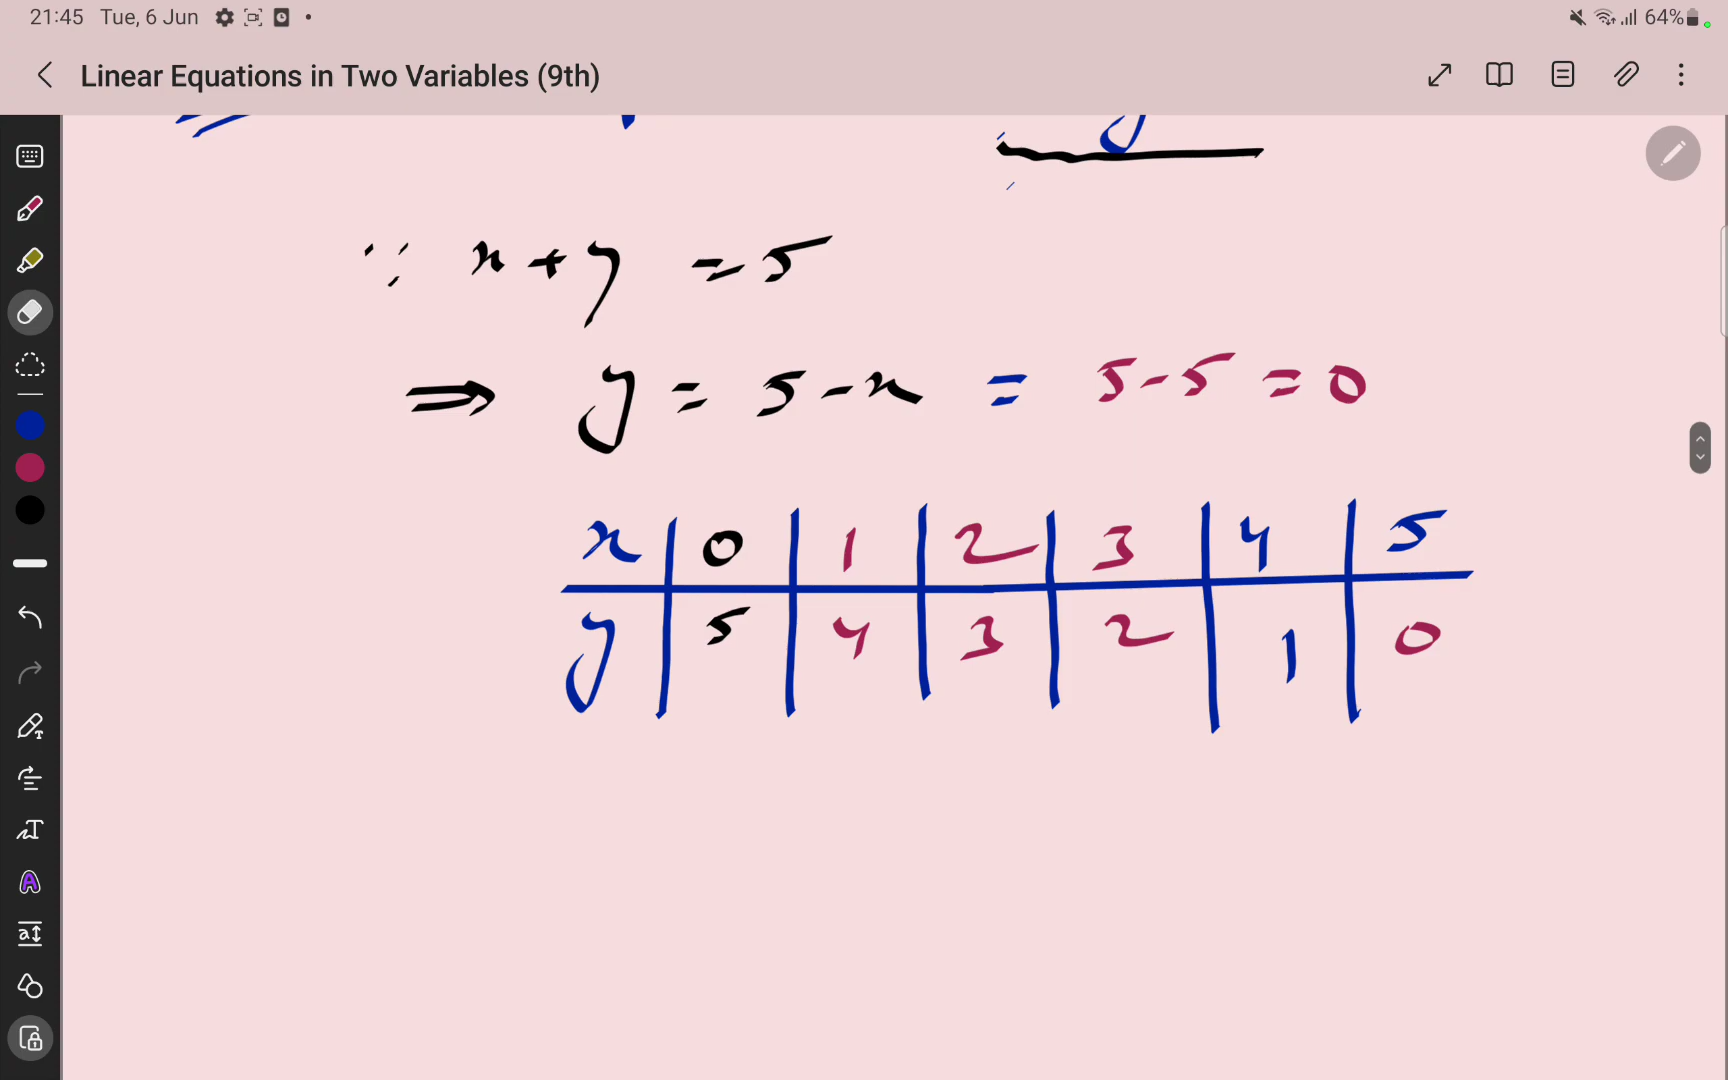 21:45 Tue, 6 Jun 64%
Linear Equations in Two Variables (9th)
∵ x + y = 5
⇒ y = 5 - x = 5 - 5 = 0
x | 0 | 1 | 2 | 3 | 4 | 5
y | 5 | 4 | 3 | 2 | 1 | 0